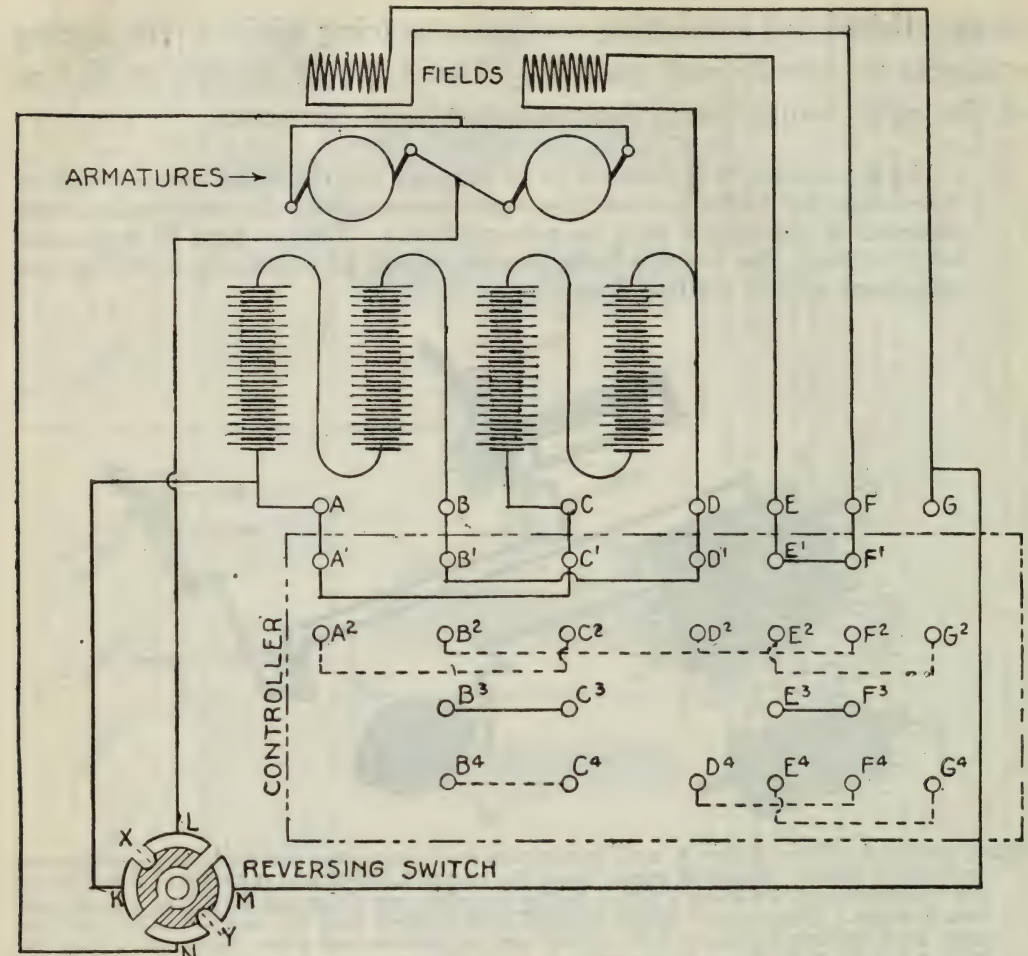 FIELDS
ARMATURES
A B C D E F G
A' B' C' D' E' F'
A² B² C² D² E² F² G²
B³ C³ E³ F³
B⁴ C⁴ D⁴ E⁴ F⁴ G⁴
CONTROLLER
X L
REVERSING SWITCH
K M
Y
N